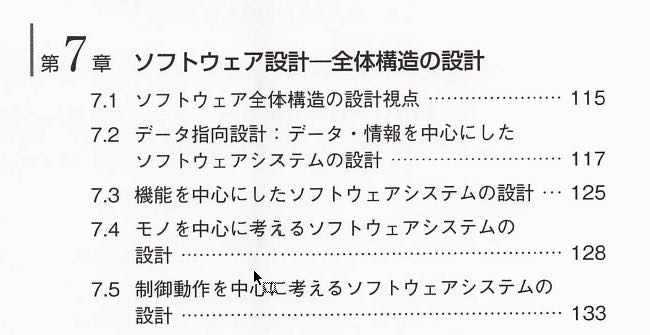 第7章 ソフトウェア設計―全体構造の設計
7.1 ソフトウェア全体構造の設計視点 …………………… 115
7.2 データ指向設計：データ・情報を中心にした
ソフトウェアシステムの設計 ………………………… 117
7.3 機能を中心にしたソフトウェアシステムの設計 … 125
7.4 モノを中心に考えるソフトウェアシステムの
設計 …………………………………………………………… 128
7.5 制御動作を中心に考えるソフトウェアシステムの
設計 …………………………………………………………… 133